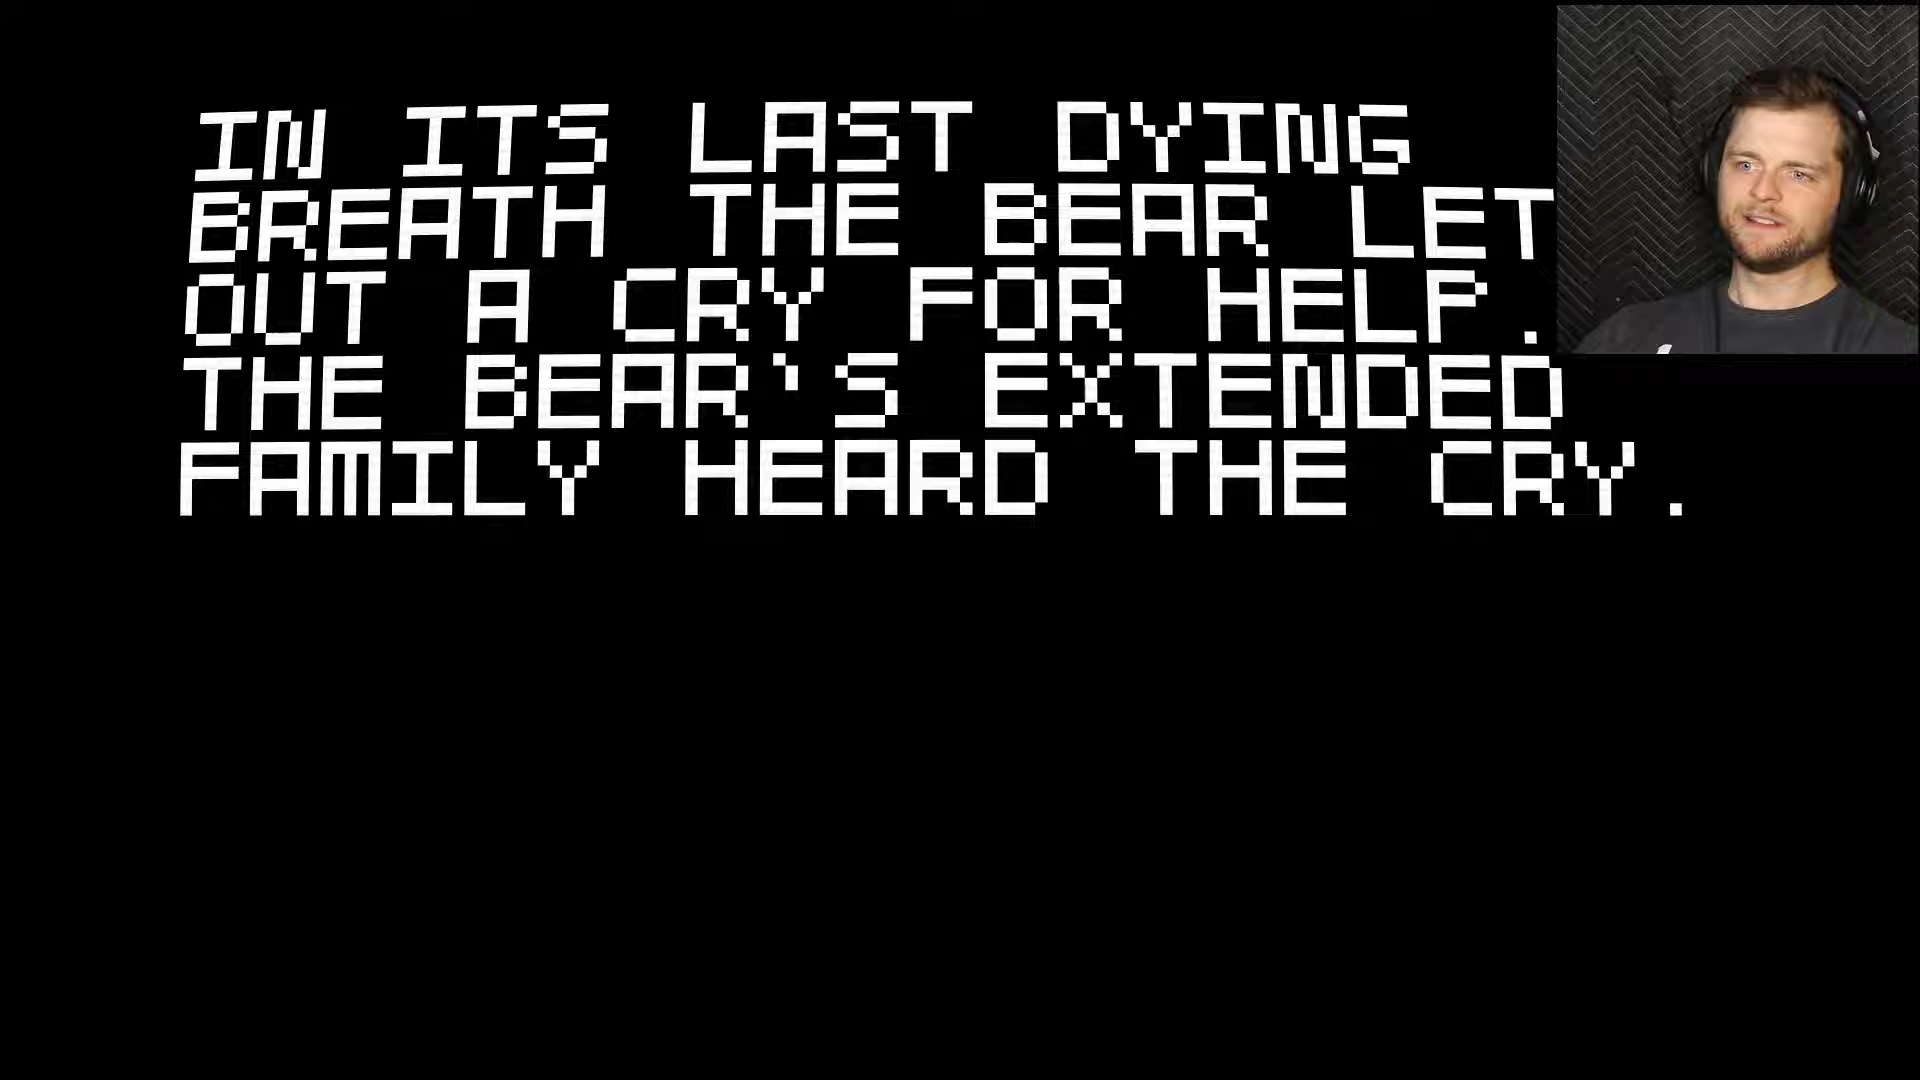 IN ITS LAST DYING
BREATH THE BEAR LET
OUT A CRY FOR HELP.
THE BEAR'S EXTENDED
FAMILY HEARD THE CRY.